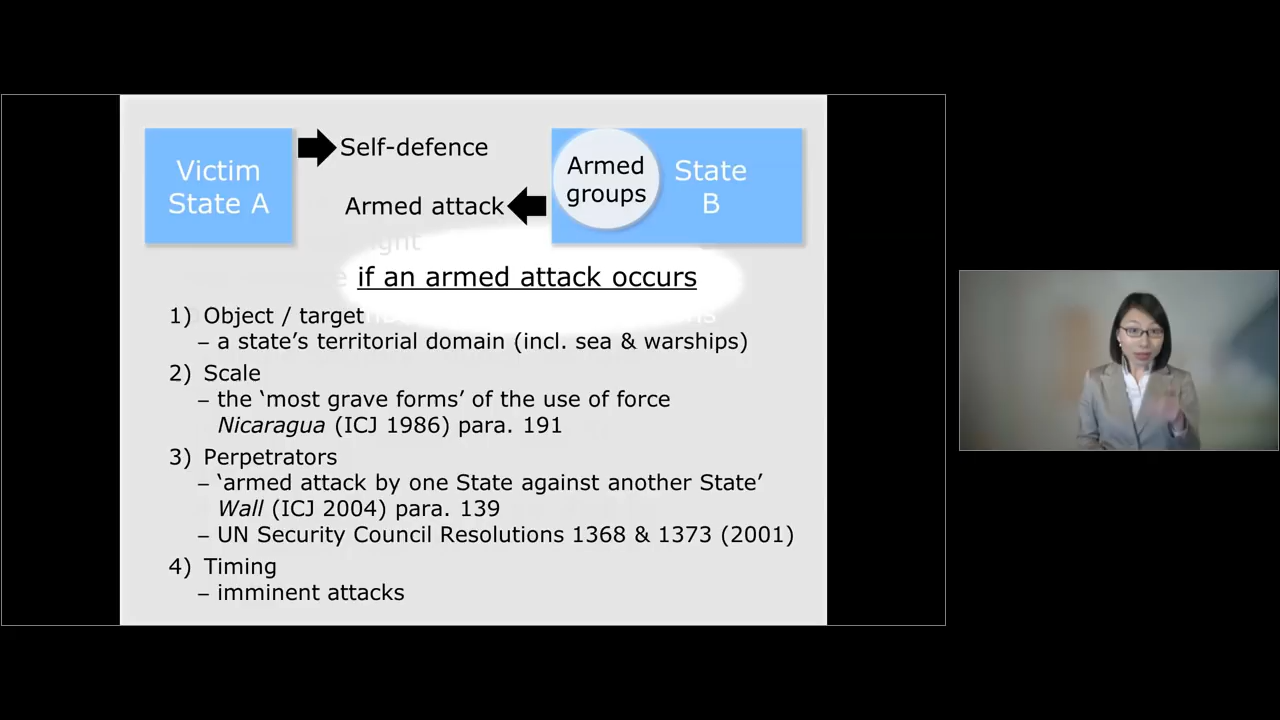 Victim
State A
Self-defence
Armed attack
Armed
groups
State
B
if an armed attack occurs
1) Object / target
– a state’s territorial domain (incl. sea & warships)
2) Scale
– the ‘most grave forms’ of the use of force
Nicaragua (ICJ 1986) para. 191
3) Perpetrators
– ‘armed attack by one State against another State’
Wall (ICJ 2004) para. 139
– UN Security Council Resolutions 1368 & 1373 (2001)
4) Timing
– imminent attacks